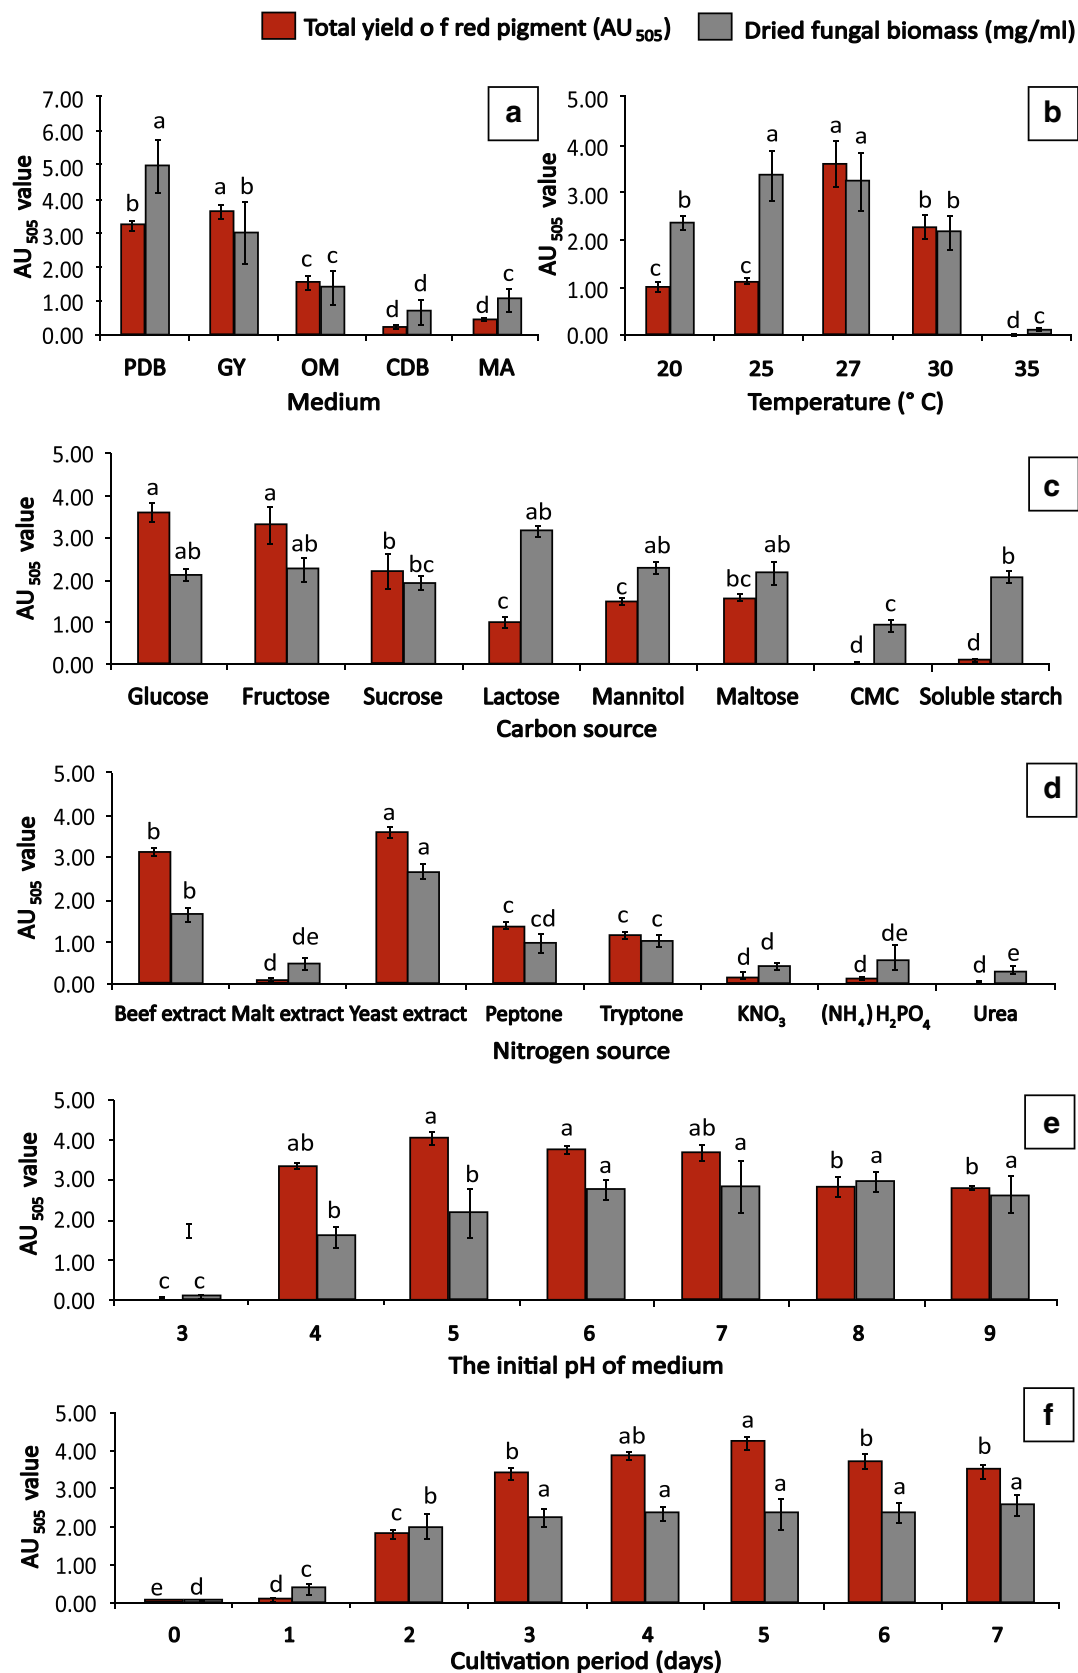 Total yield o f red pigment (AU505) Dried fungal biomass (mg/ml)
a
7.00
6.00
5.00
4.00
3.00
2.00
1.00
0.00
AU505 value
b a
a b
c c
d d
d c
PDB GY OM CDB MA
Medium
b
5.00
4.00
3.00
2.00
1.00
0.00
AU505 value
c b
c a
a a
b b
d c
20 25 27 30 35
Temperature (° C)
c
5.00
4.00
3.00
2.00
1.00
0.00
AU505 value
a ab
a ab
b bc
c ab
c ab
bc ab
d c
d b
Glucose Fructose Sucrose Lactose Mannitol Maltose CMC Soluble starch
Carbon source
d
5.00
4.00
3.00
2.00
1.00
0.00
AU505 value
b b
d de
a a
c cd
c c
d d
d de
d e
Beef extract Malt extract Yeast extract Peptone Tryptone KNO3 (NH4)H2PO4 Urea
Nitrogen source
e
5.00
4.00
3.00
2.00
1.00
0.00
AU505 value
c c
ab b
a b
a a
ab a
b a
b a
3 4 5 6 7 8 9
The initial pH of medium
f
5.00
4.00
3.00
2.00
1.00
0.00
AU505 value
e d
d c
c b
b a
ab a
a a
b a
b a
0 1 2 3 4 5 6 7
Cultivation period (days)